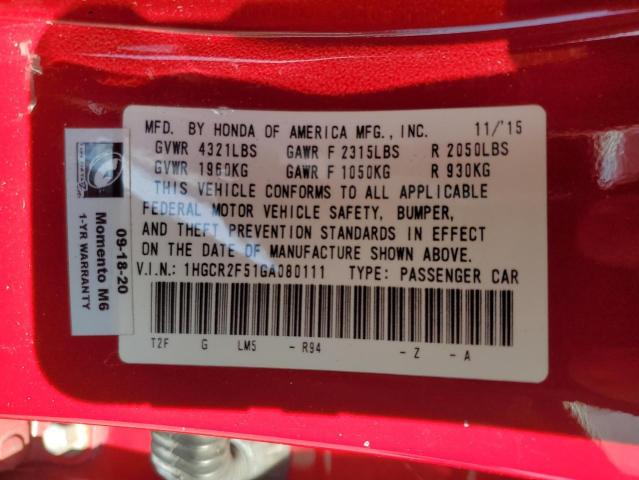 MFD. BY HONDA OF AMERICA MFG., INC. 11/'15
GVWR 4321LBS GAWR F 2315LBS R 2050LBS
GVWR 1960KG GAWR F 1050KG R 930KG
THIS VEHICLE CONFORMS TO ALL APPLICABLE
FEDERAL MOTOR VEHICLE SAFETY, BUMPER,
AND THEFT PREVENTION STANDARDS IN EFFECT
ON THE DATE OF MANUFACTURE SHOWN ABOVE.
V.I.N.: 1HGCR2F51GA080111 TYPE: PASSENGER CAR
T2F G LM5 - R94 - Z - A
09-18-20
Momento M6
1-YR WARRANTY